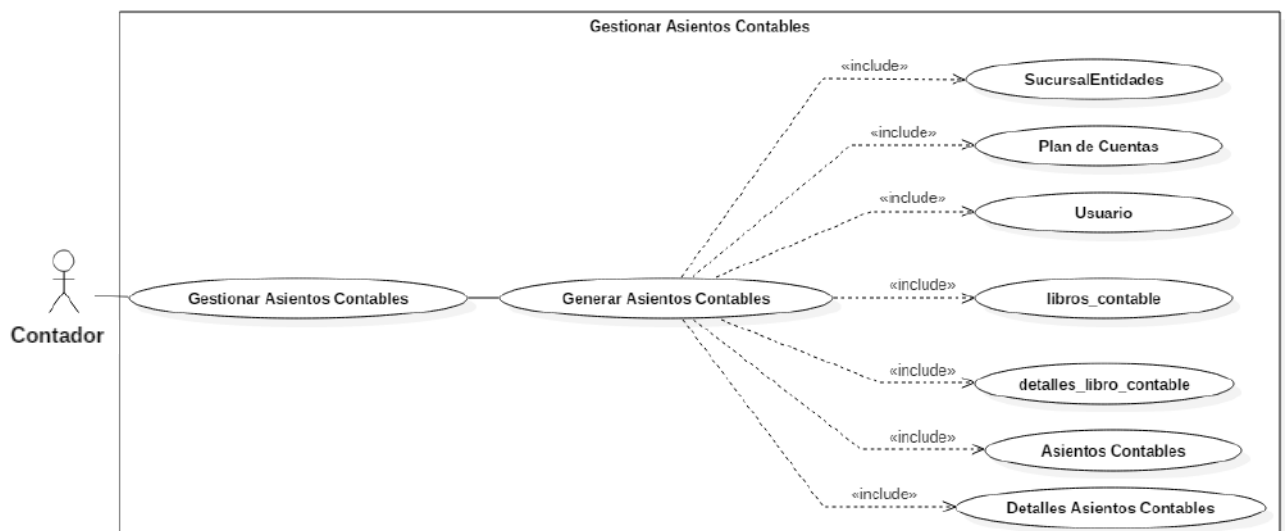 Gestionar Asientos Contables
«include»
SucursalEntidades
«include»
Plan de Cuentas
«include»
Usuario
Contador
Gestionar Asientos Contables
Generar Asientos Contables
«include»
libros_contable
«include»
detalles_libro_contable
«include»
Asientos Contables
«include»
Detalles Asientos Contables